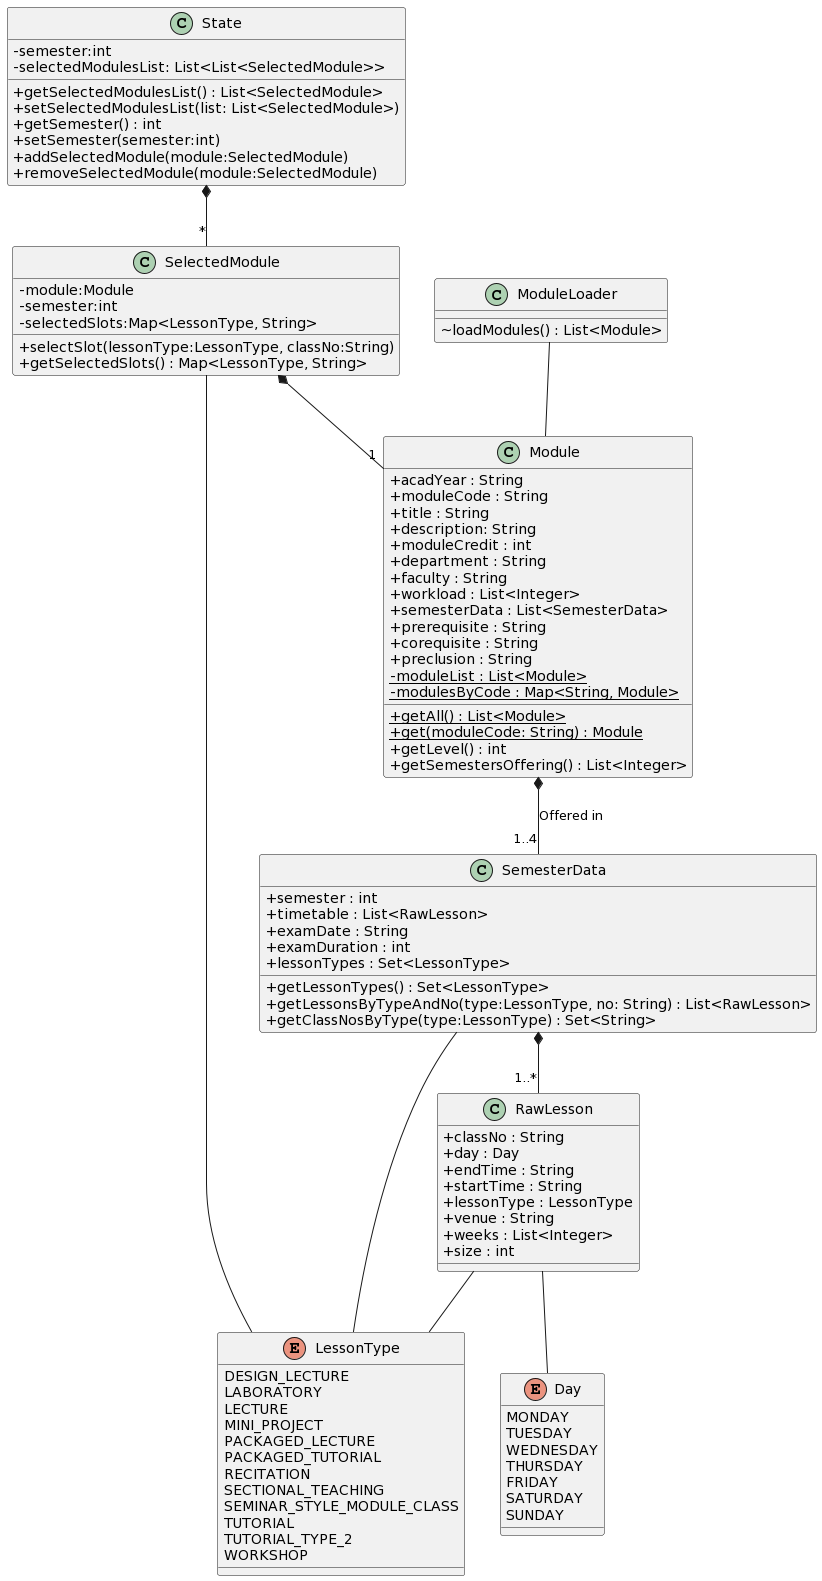 C State
-semester:int
-selectedModulesList: List<List<SelectedModule>>
+getSelectedModulesList() : List<SelectedModule>
+setSelectedModulesList(list: List<SelectedModule>)
+getSemester() : int
+setSemester(semester:int)
+addSelectedModule(module:SelectedModule)
+removeSelectedModule(module:SelectedModule)
*
C SelectedModule
-module:Module
-semester:int
-selectedSlots:Map<LessonType, String>
+selectSlot(lessonType:LessonType, classNo:String)
+getSelectedSlots() : Map<LessonType, String>
C ModuleLoader
~loadModules() : List<Module>
1
C Module
+acadYear : String
+moduleCode : String
+title : String
+description: String
+moduleCredit : int
+department : String
+faculty : String
+workload : List<Integer>
+semesterData : List<SemesterData>
+prerequisite : String
+corequisite : String
+preclusion : String
-moduleList : List<Module>
-modulesByCode : Map<String, Module>
+getAll() : List<Module>
+get(moduleCode: String) : Module
+getLevel() : int
+getSemestersOffering() : List<Integer>
Offered in
1..4
C SemesterData
+semester : int
+timetable : List<RawLesson>
+examDate : String
+examDuration : int
+lessonTypes : Set<LessonType>
+getLessonTypes() : Set<LessonType>
+getLessonsByTypeAndNo(type:LessonType, no: String) : List<RawLesson>
+getClassNosByType(type:LessonType) : Set<String>
1..*
C RawLesson
+classNo : String
+day : Day
+endTime : String
+startTime : String
+lessonType : LessonType
+venue : String
+weeks : List<Integer>
+size : int
E LessonType
DESIGN_LECTURE
LABORATORY
LECTURE
MINI_PROJECT
PACKAGED_LECTURE
PACKAGED_TUTORIAL
RECITATION
SECTIONAL_TEACHING
SEMINAR_STYLE_MODULE_CLASS
TUTORIAL
TUTORIAL_TYPE_2
WORKSHOP
E Day
MONDAY
TUESDAY
WEDNESDAY
THURSDAY
FRIDAY
SATURDAY
SUNDAY